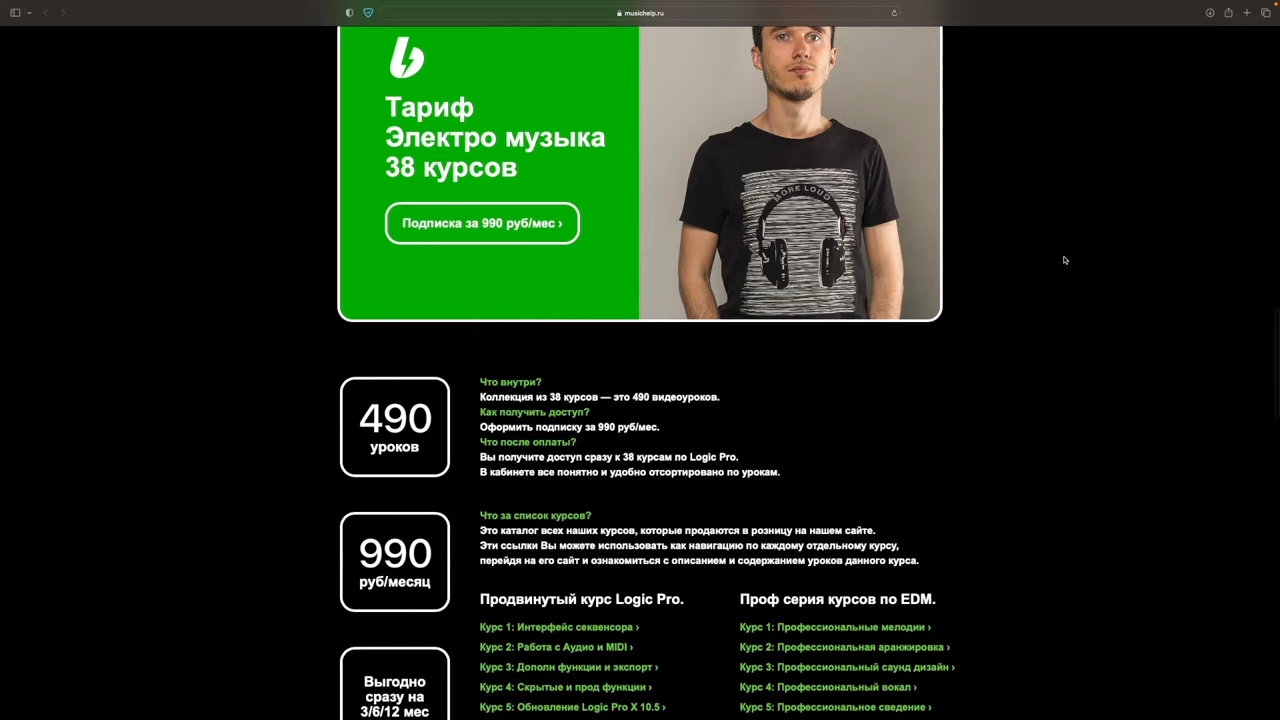 musichelp.ru
Тариф
Электро музыка
38 курсов
Подписка за 990 руб/мес ›
MORE LOUD
490
уроков
Что внутри?
Коллекция из 38 курсов — это 490 видеоуроков.
Как получить доступ?
Оформить подписку за 990 руб/мес.
Что после оплаты?
Вы получите доступ сразу к 38 курсам по Logic Pro.
В кабинете все понятно и удобно отсортировано по урокам.
990
руб/месяц
Что за список курсов?
Это каталог всех наших курсов, которые продаются в розницу на нашем сайте.
Эти ссылки Вы можете использовать как навигацию по каждому отдельному курсу,
перейдя на его сайт и ознакомиться с описанием и содержанием уроков данного курса.
Выгодно
сразу на
3/6/12 мес
Продвинутый курс Logic Pro.
Курс 1: Интерфейс секвенсора ›
Курс 2: Работа с Аудио и MIDI ›
Курс 3: Дополн функции и экспорт ›
Курс 4: Скрытые и прод функции ›
Курс 5: Обновление Logic Pro X 10.5 ›
Проф серия курсов по EDM.
Курс 1: Профессиональные мелодии ›
Курс 2: Профессиональная аранжировка ›
Курс 3: Профессиональный саунд дизайн ›
Курс 4: Профессиональный вокал ›
Курс 5: Профессиональное сведение ›